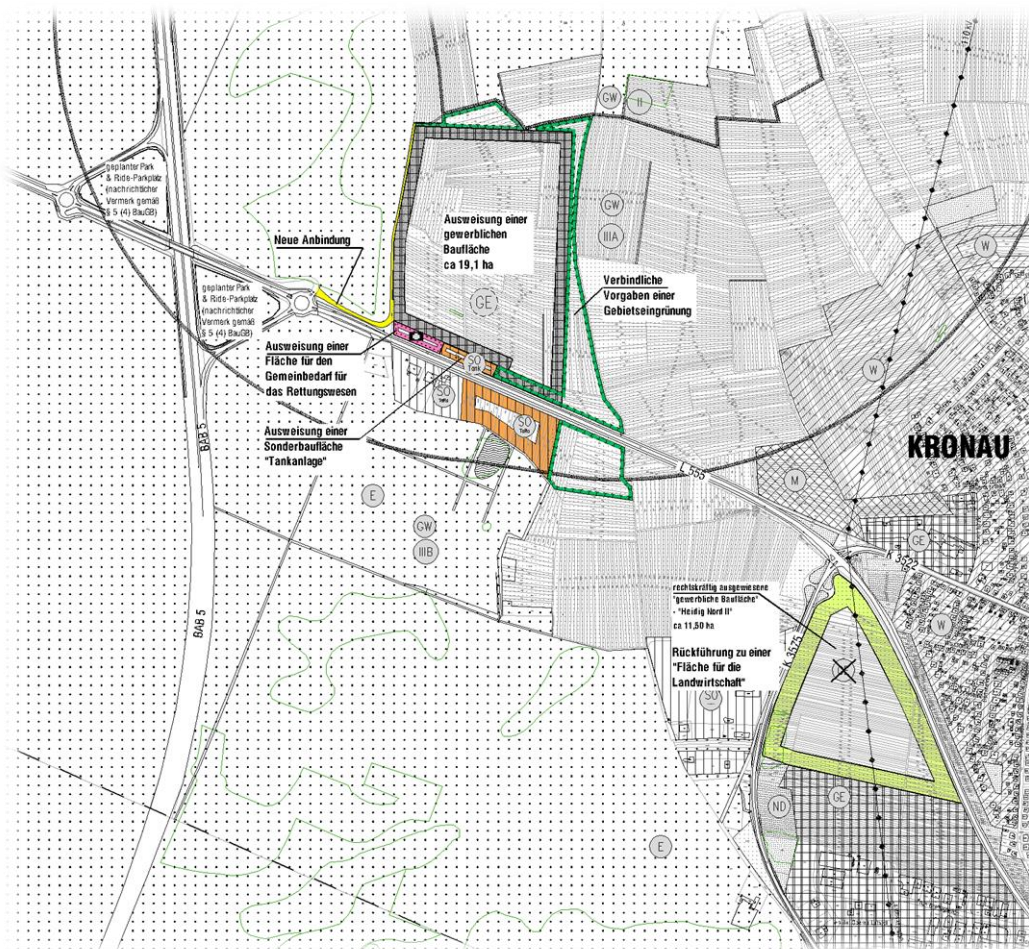 110 KV
GW
II
geplanter Park
& Ride-Parkplatz
(nachrichtlicher
Vermerk gemäß
§ 5 (4) BauGB)
Ausweisung einer
gewerblichen
Baufläche
ca 19,1 ha
GW
IIIA
W
Neue Anbindung
GE
Verbindliche
Vorgaben einer
Gebietseingrünung
geplanter Park
& Ride-Parkplatz
(nachrichtlicher
Vermerk gemäß
§ 5 (4) BauGB)
Ausweisung einer
Fläche für den
Gemeinbedarf für
das Rettungswesen
SO
Tank
W
SO
SO
Ausweisung einer
Sonderbaufläche
"Tankanlage"
BAB 5
BAB 5
L 555
KRONAU
M
E
GW
IIIB
GE
K 3522
rechtskräftig ausgewiesene
"gewerbliche Baufläche"
- "Heidig Nord II"
ca 11,50 ha
Rückführung zu einer
"Fläche für die
Landwirtschaft"
K 3575
W
SO
BAB 5
ND
GE
E